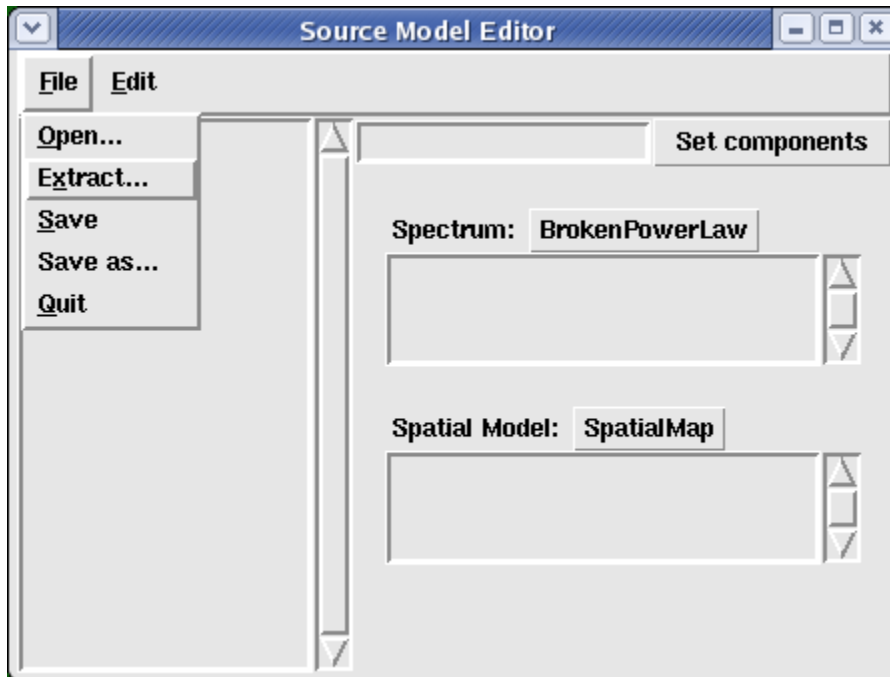 Source Model Editor
File Edit
Open...
Extract...
Save
Save as...
Quit
Set components
Spectrum: BrokenPowerLaw
Spatial Model: SpatialMap